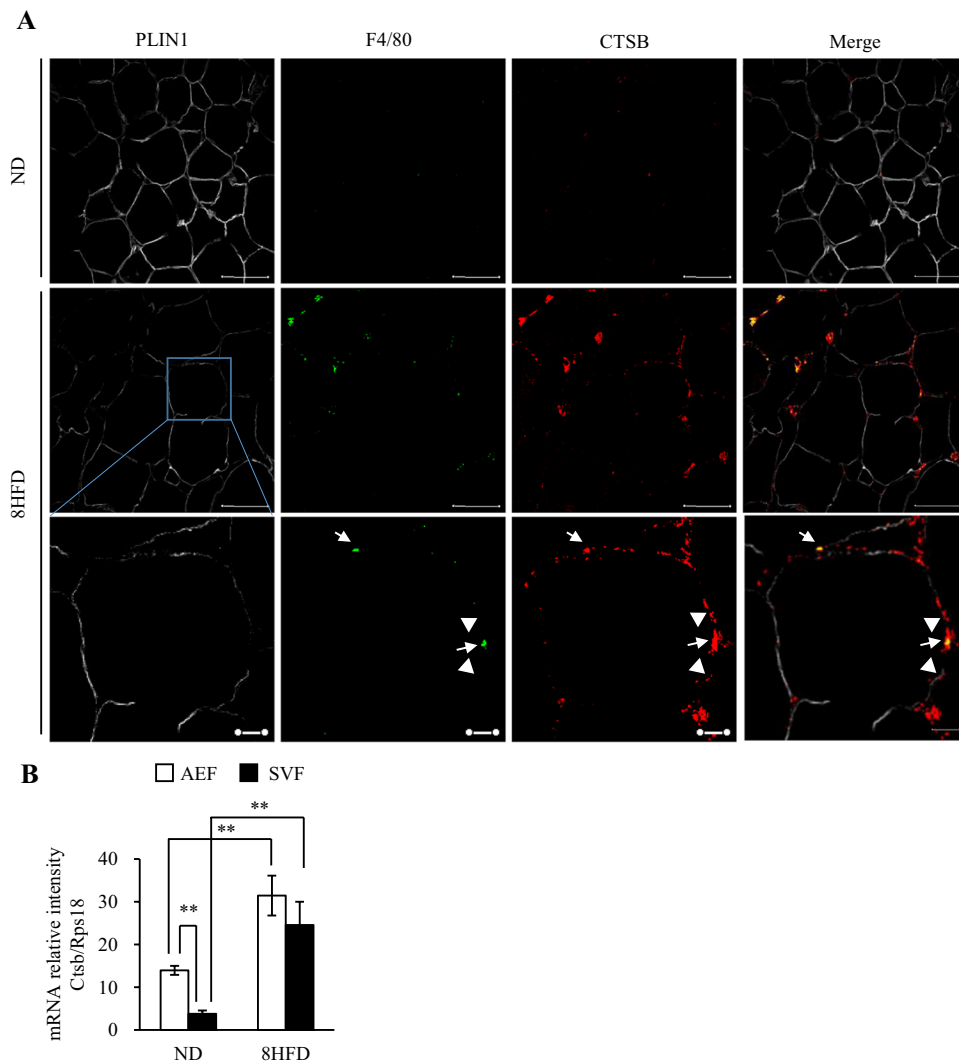 A
PLIN1 F4/80 CTSB Merge
ND
8HFD
B
AEF SVF
**
**
**
mRNA relative intensity
Ctsb/Rps18
40
30
20
10
0
ND 8HFD